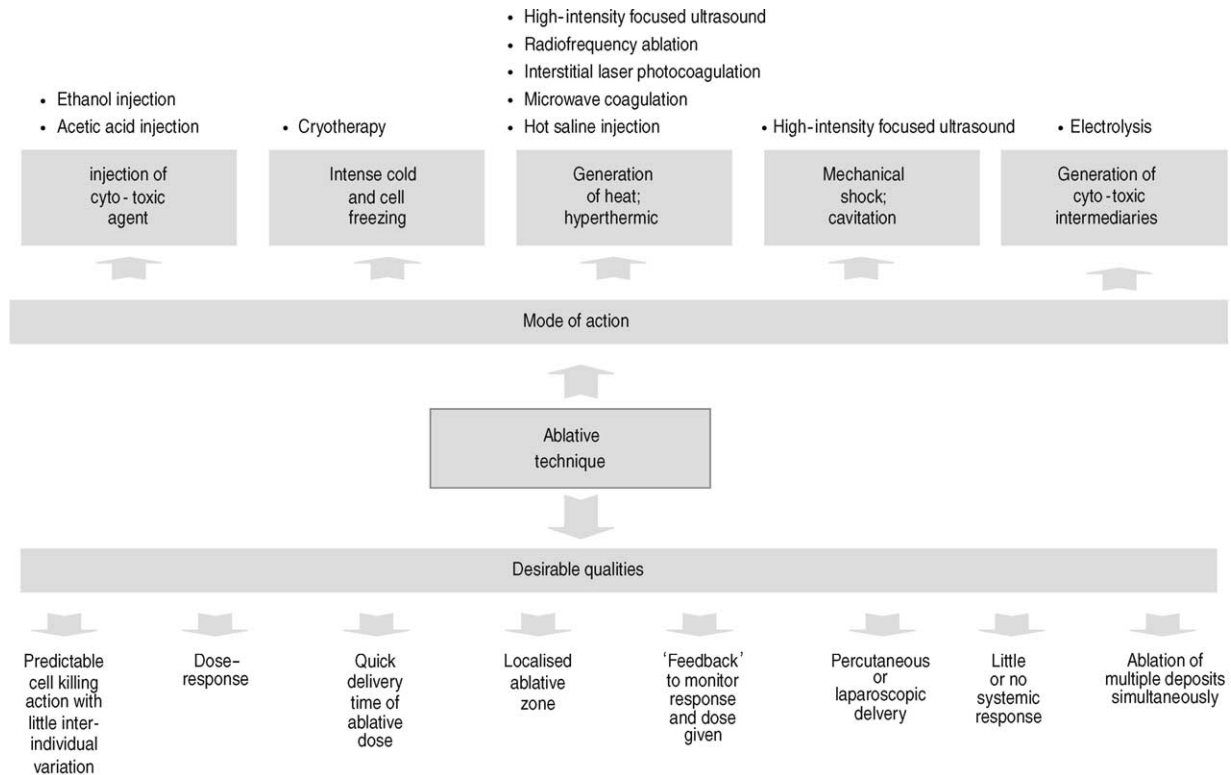 • High-intensity focused ultrasound
• Radiofrequency ablation
• Interstitial laser photocoagulation
• Microwave coagulation
• Hot saline injection
• Ethanol injection
• Acetic acid injection
• Cryotherapy
• High-intensity focused ultrasound
• Electrolysis
injection of
cyto-toxic
agent
Intense cold
and cell
freezing
Generation
of heat;
hyperthermic
Mechanical
shock;
cavitation
Generation of
cyto-toxic
intermediaries
Mode of action
Ablative
technique
Desirable qualities
Predictable
cell killing
action with
little inter-
individual
variation
Dose–
response
Quick
delivery
time of
ablative
dose
Localised
ablative
zone
‘Feedback’
to monitor
response
and dose
given
Percutaneous
or
laparoscopic
delvery
Little
or no
systemic
response
Ablation of
multiple deposits
simultaneously